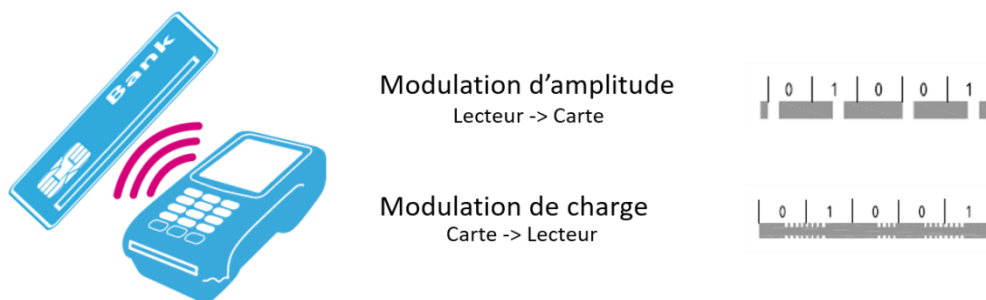 Bank
Modulation d'amplitude
Lecteur -> Carte
0 1 0 0 1
Modulation de charge
Carte -> Lecteur
0 1 0 0 1